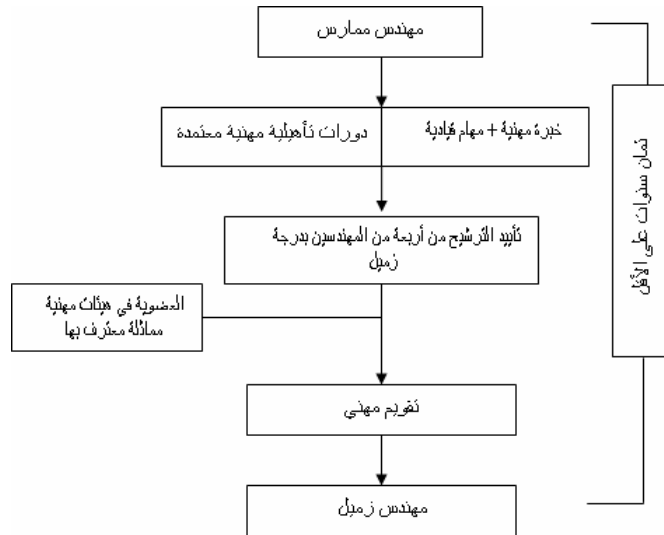 مهندس ممارس
خبرة مهنية + مهام قيادية
دورات تأهيلية مهنية معتمدة
تأييد الترشيح من أربعة من المهندسين بدرجة
زميل
العضوية في هيئات مهنية
مماثلة معترف بها
تقويم مهني
مهندس زميل
ثمان سنوات على الأقل